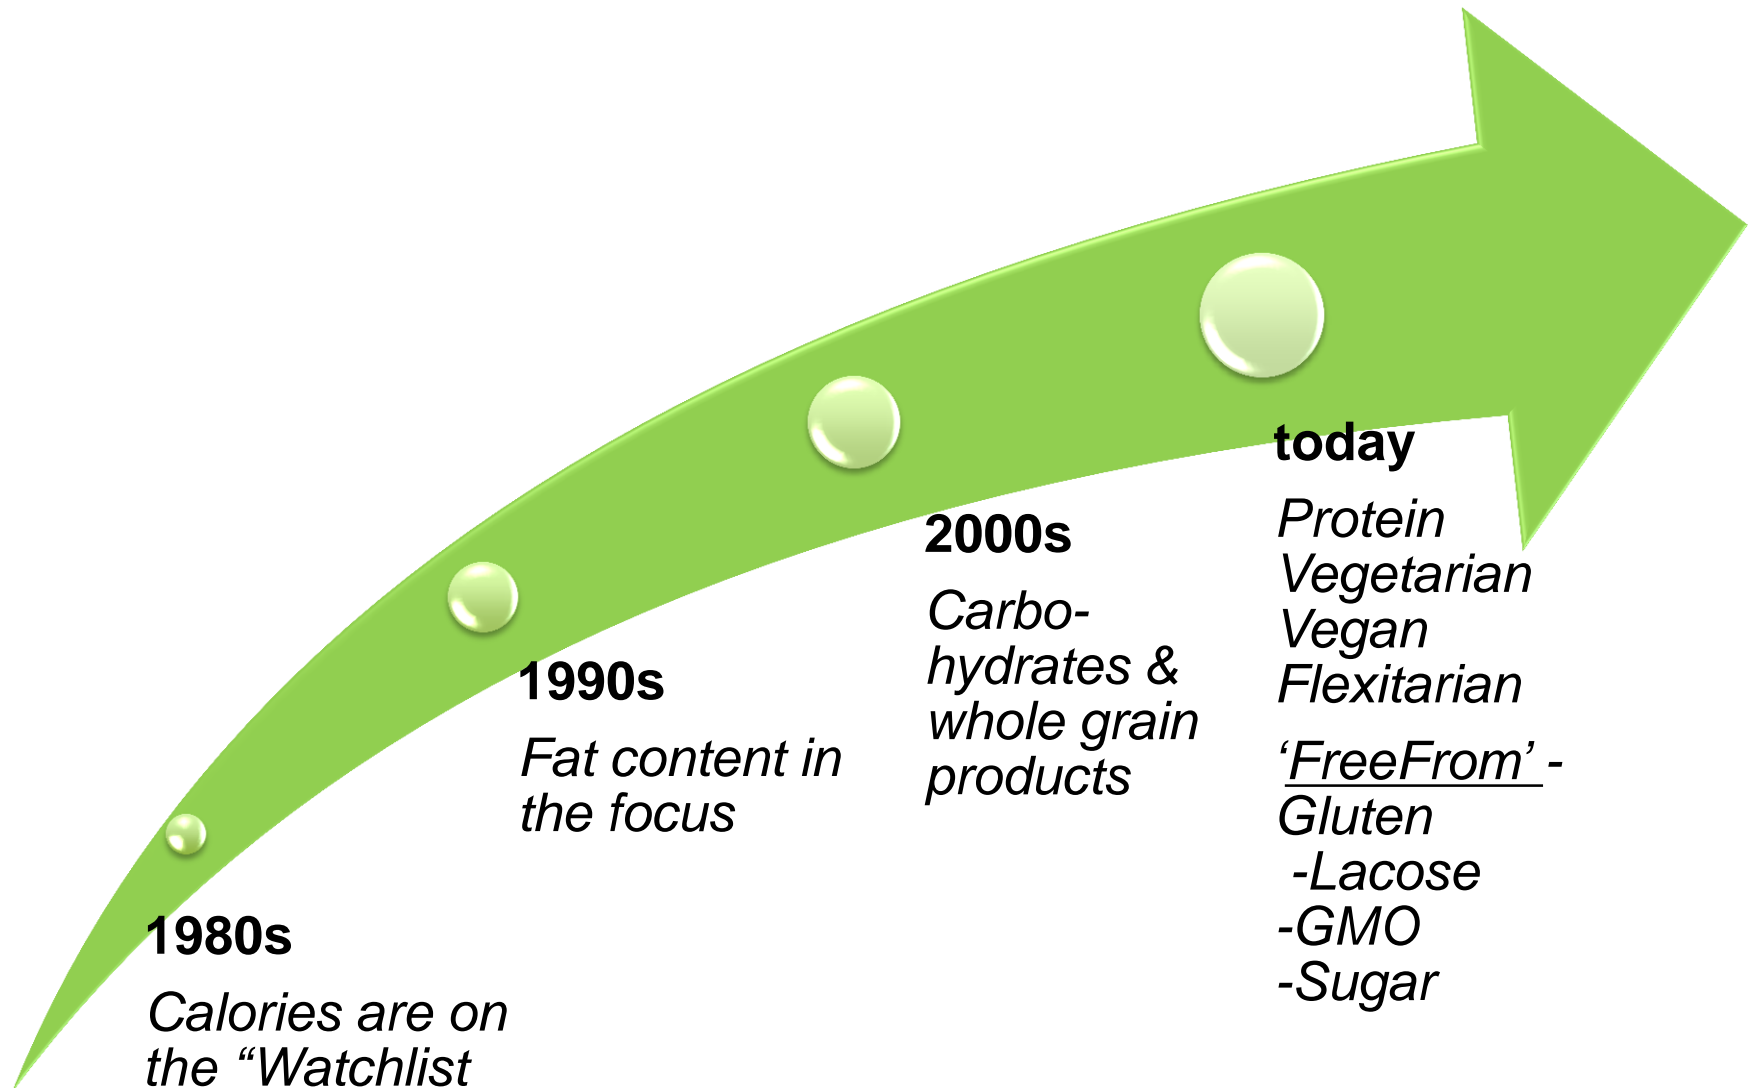 1980s
Calories are on
the “Watchlist
1990s
Fat content in
the focus
2000s
Carbo-
hydrates &
whole grain
products
today
Protein
Vegetarian
Vegan
Flexitarian
‘FreeFrom’ -
Gluten
-Lacose
-GMO
-Sugar